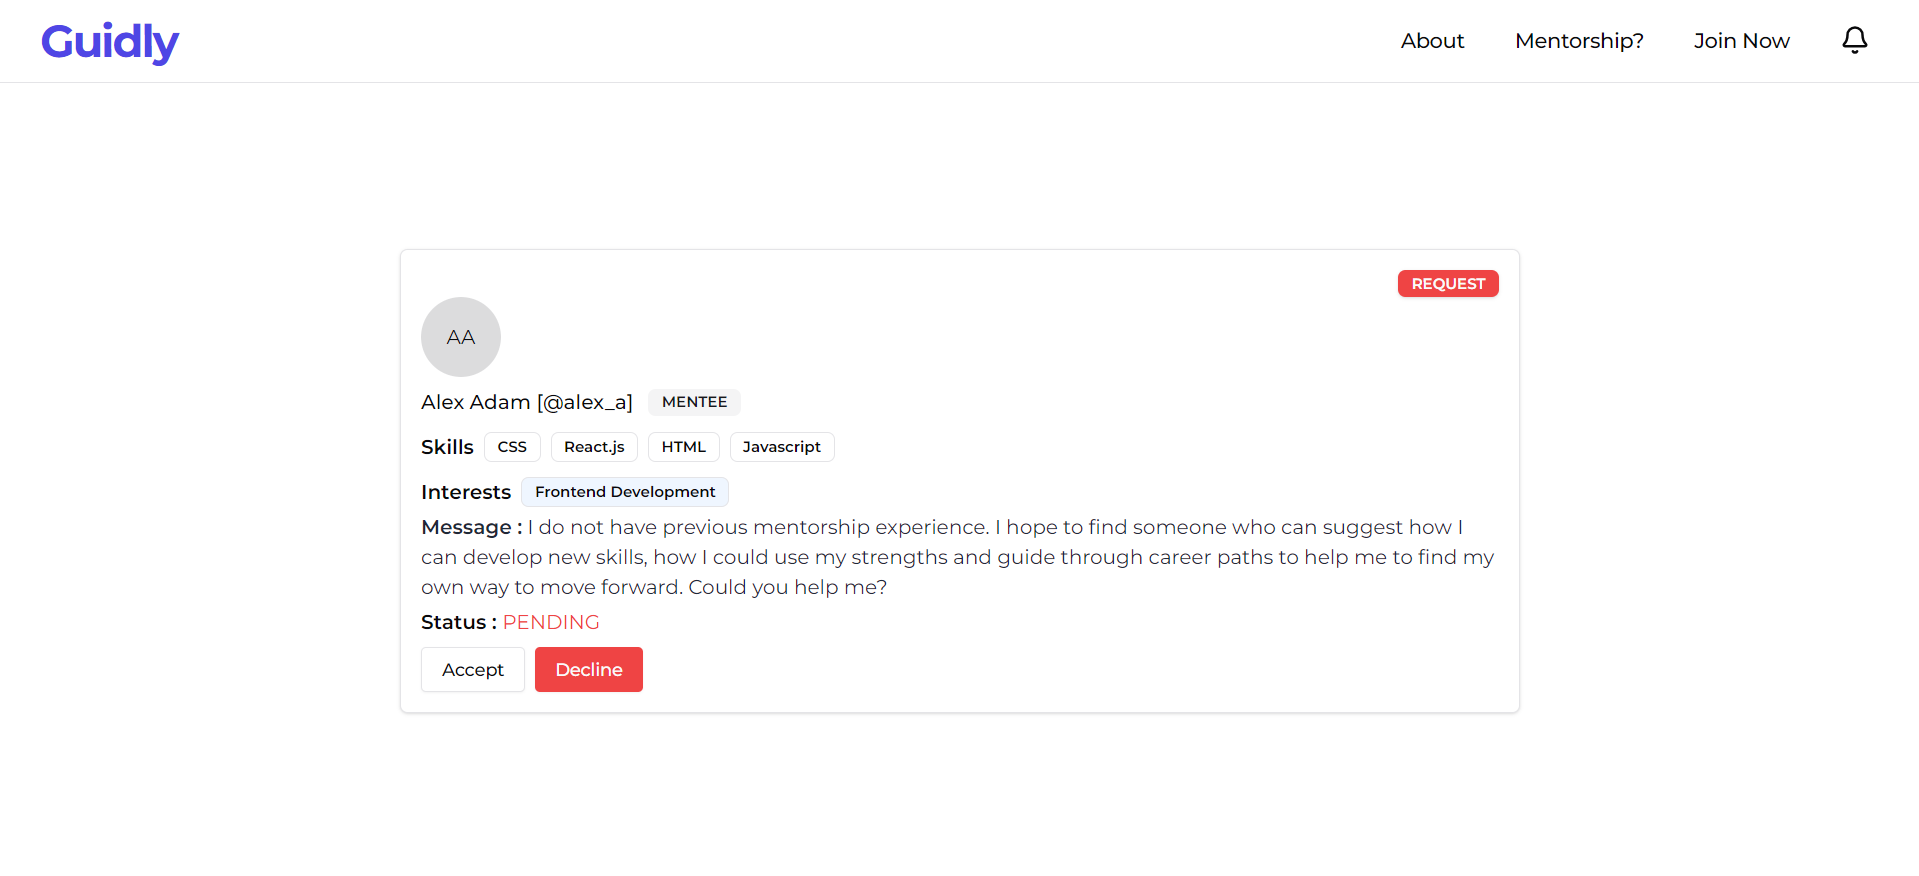 Guidly
About Mentorship? Join Now
REQUEST
AA
Alex Adam [@alex_a] MENTEE
Skills CSS React.js HTML Javascript
Interests Frontend Development
Message : I do not have previous mentorship experience. I hope to find someone who can suggest how I
can develop new skills, how I could use my strengths and guide through career paths to help me to find my
own way to move forward. Could you help me?
Status : PENDING
Accept Decline